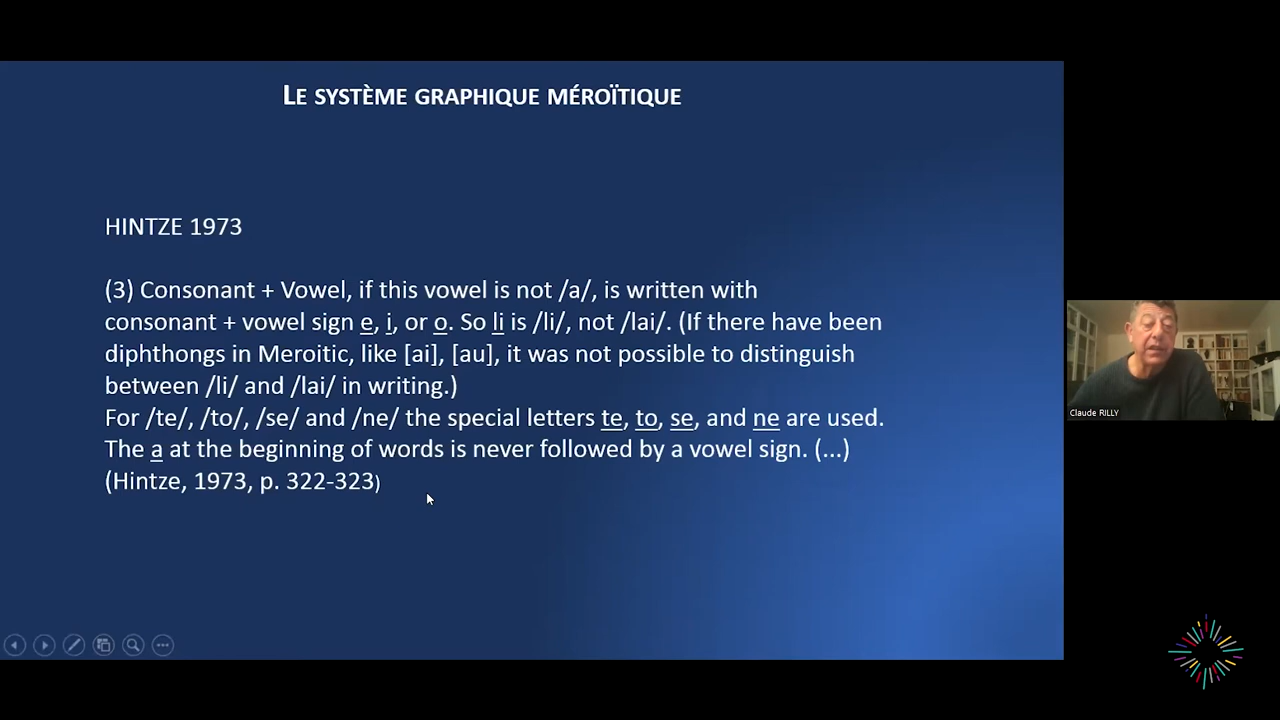 LE SYSTÈME GRAPHIQUE MÉROÏTIQUE
HINTZE 1973
(3) Consonant + Vowel, if this vowel is not /a/, is written with
consonant + vowel sign e, i, or o. So li is /li/, not /lai/. (If there have been
diphthongs in Meroitic, like [ai], [au], it was not possible to distinguish
between /li/ and /lai/ in writing.)
For /te/, /to/, /se/ and /ne/ the special letters te, to, se, and ne are used.
The a at the beginning of words is never followed by a vowel sign. (...)
(Hintze, 1973, p. 322-323)
Claude RILLY